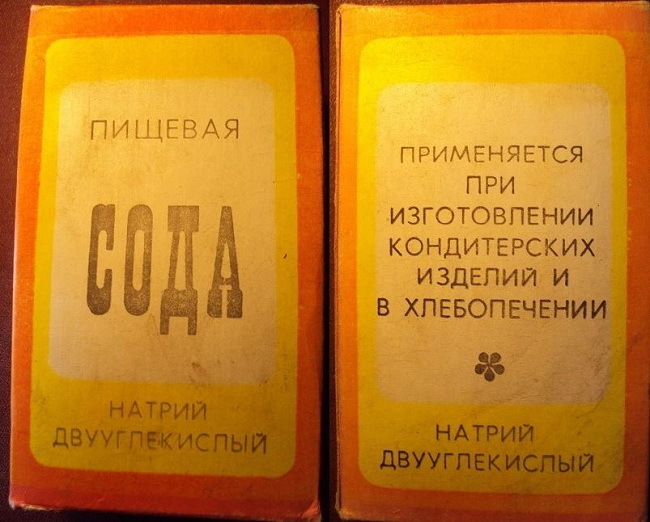 ПИЩЕВАЯ
СОДА
НАТРИЙ
ДВУУГЛЕКИСЛЫЙ
ПРИМЕНЯЕТСЯ
ПРИ
ИЗГОТОВЛЕНИИ
КОНДИТЕРСКИХ
ИЗДЕЛИЙ И
В ХЛЕБОПЕЧЕНИИ
НАТРИЙ
ДВУУГЛЕКИСЛЫЙ